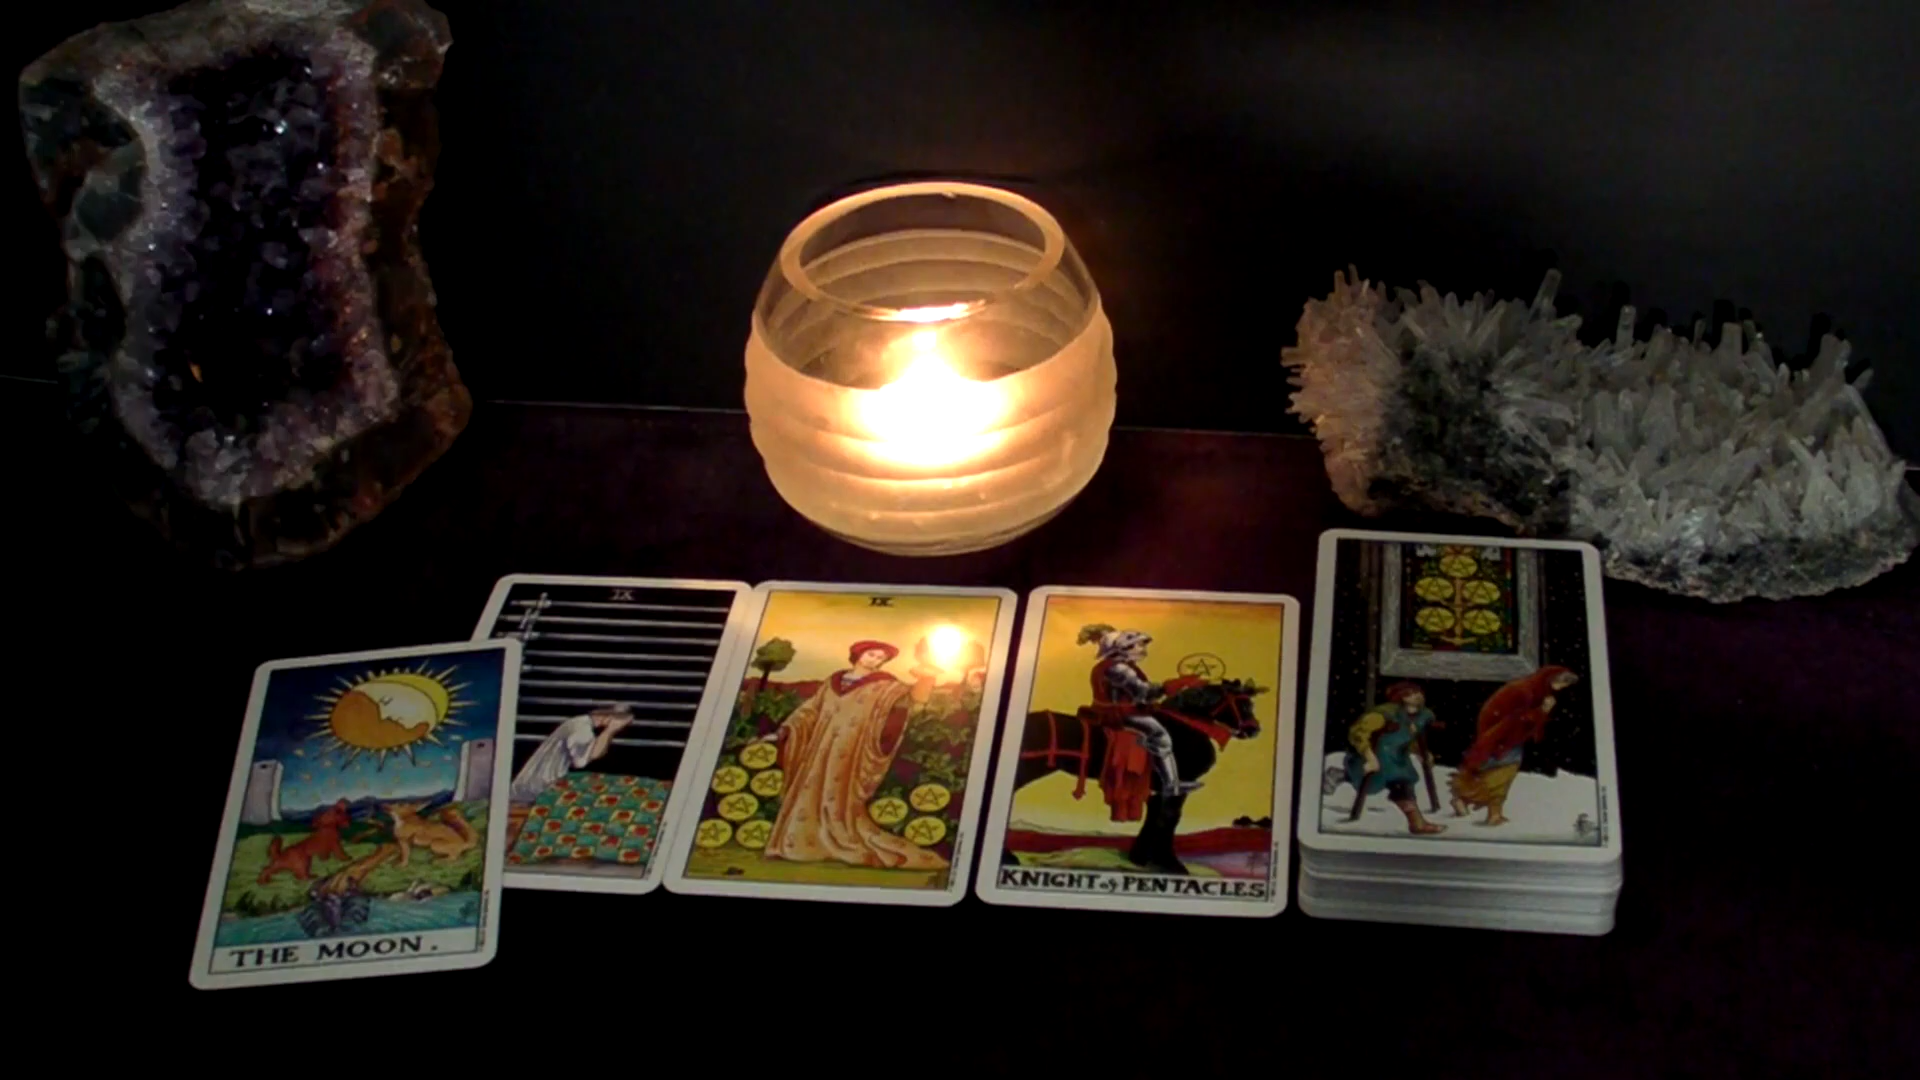 IX
IX
KNIGHT of PENTACLES
THE MOON.